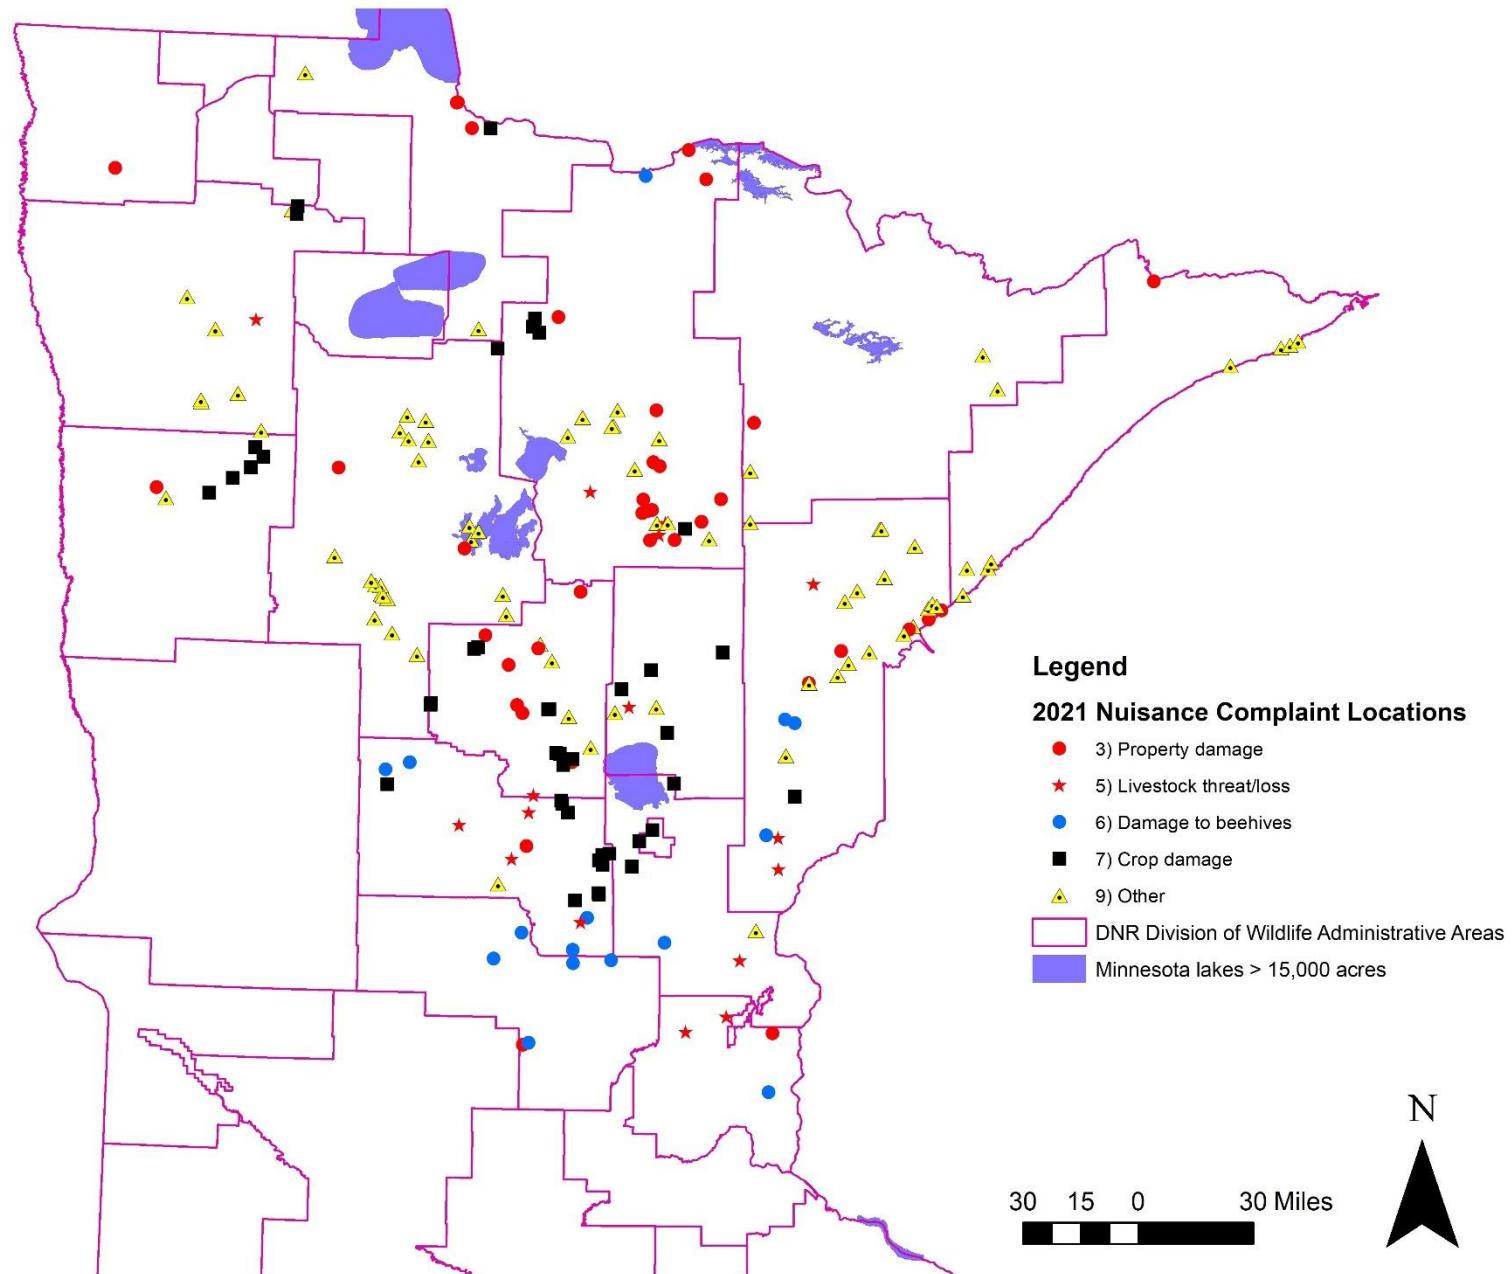 Legend
2021 Nuisance Complaint Locations
3) Property damage
5) Livestock threat/loss
6) Damage to beehives
7) Crop damage
9) Other
DNR Division of Wildlife Administrative Areas
Minnesota lakes > 15,000 acres
N
30 15 0 30 Miles